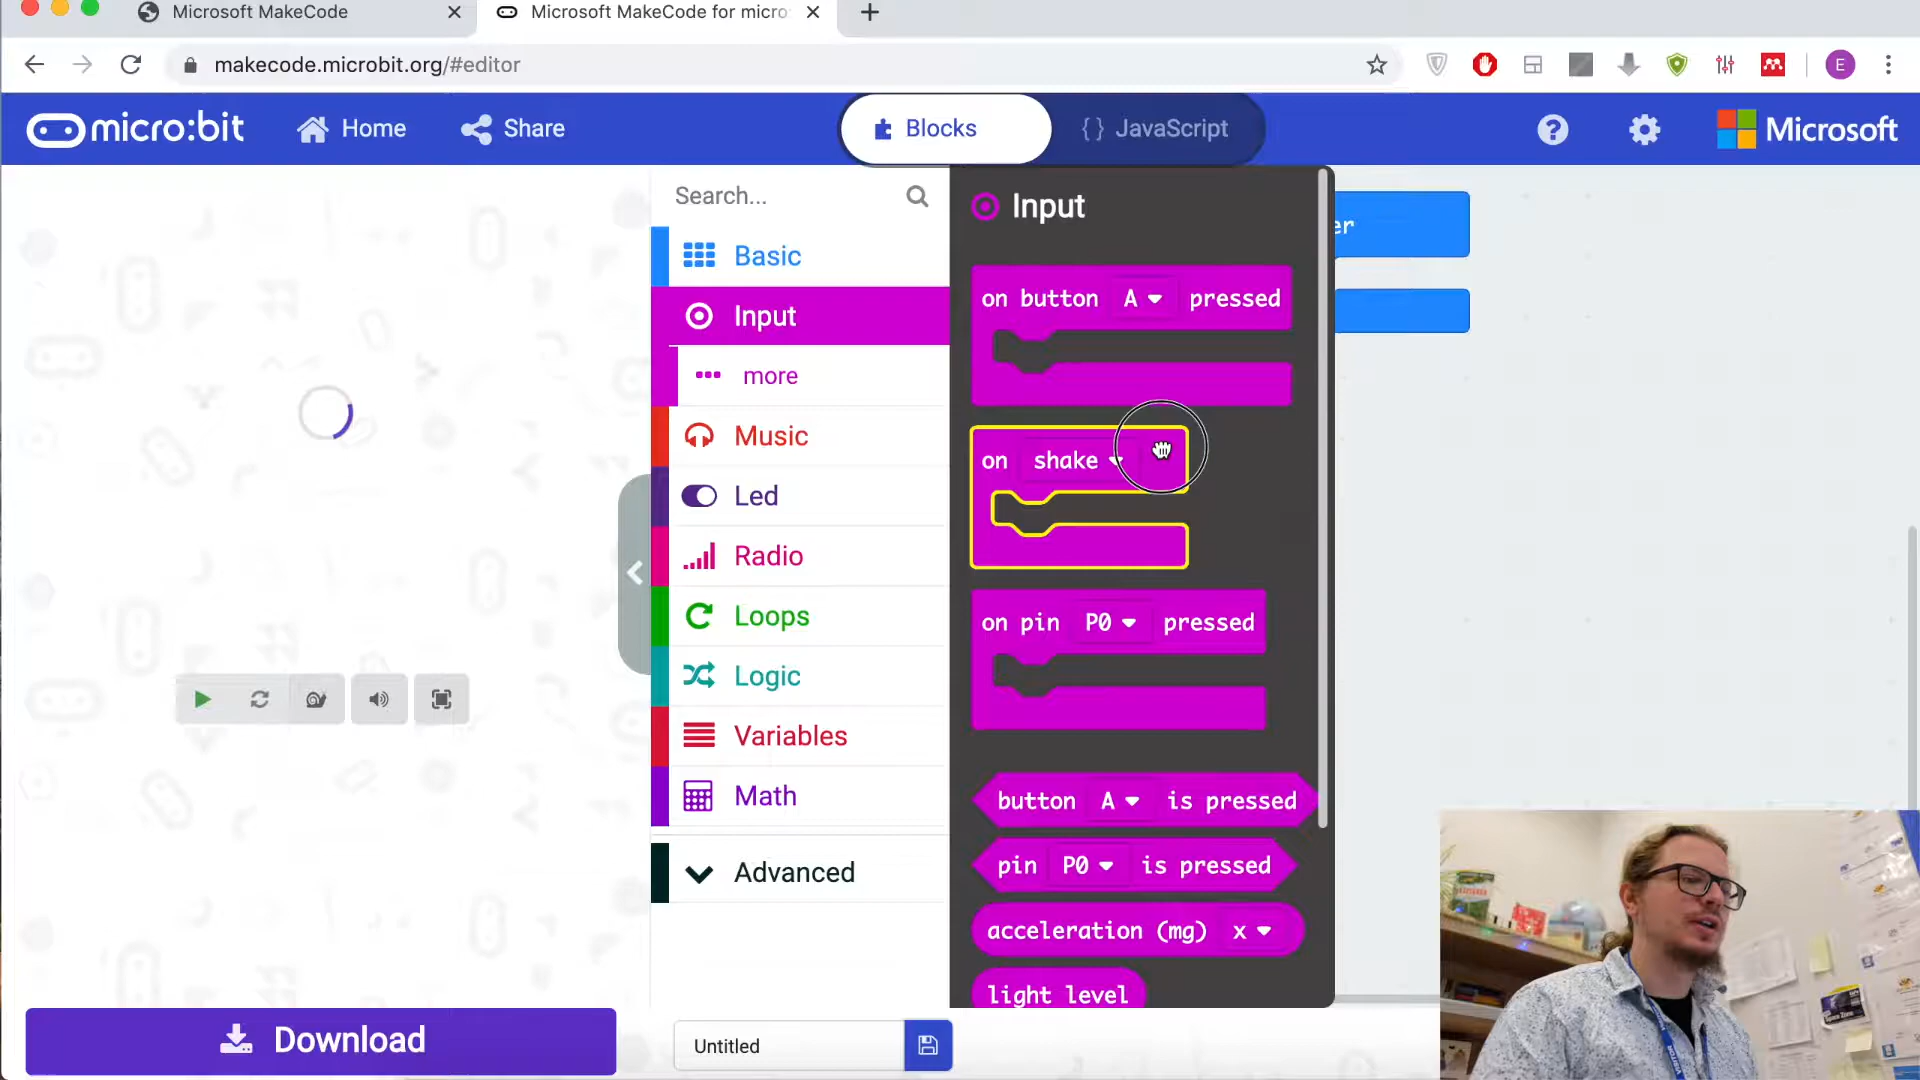 Microsoft MakeCode
Microsoft MakeCode for micro:
makecode.microbit.org/#editor
E
micro:bit
Home
Share
Blocks
{} JavaScript
?
Microsoft
Search...
Basic
Input
more
Music
Led
Radio
Loops
Logic
Variables
Math
Advanced
Input
on button A pressed
on shake
on pin P0 pressed
button A is pressed
pin P0 is pressed
acceleration (mg) x
light level
er
Download
Untitled